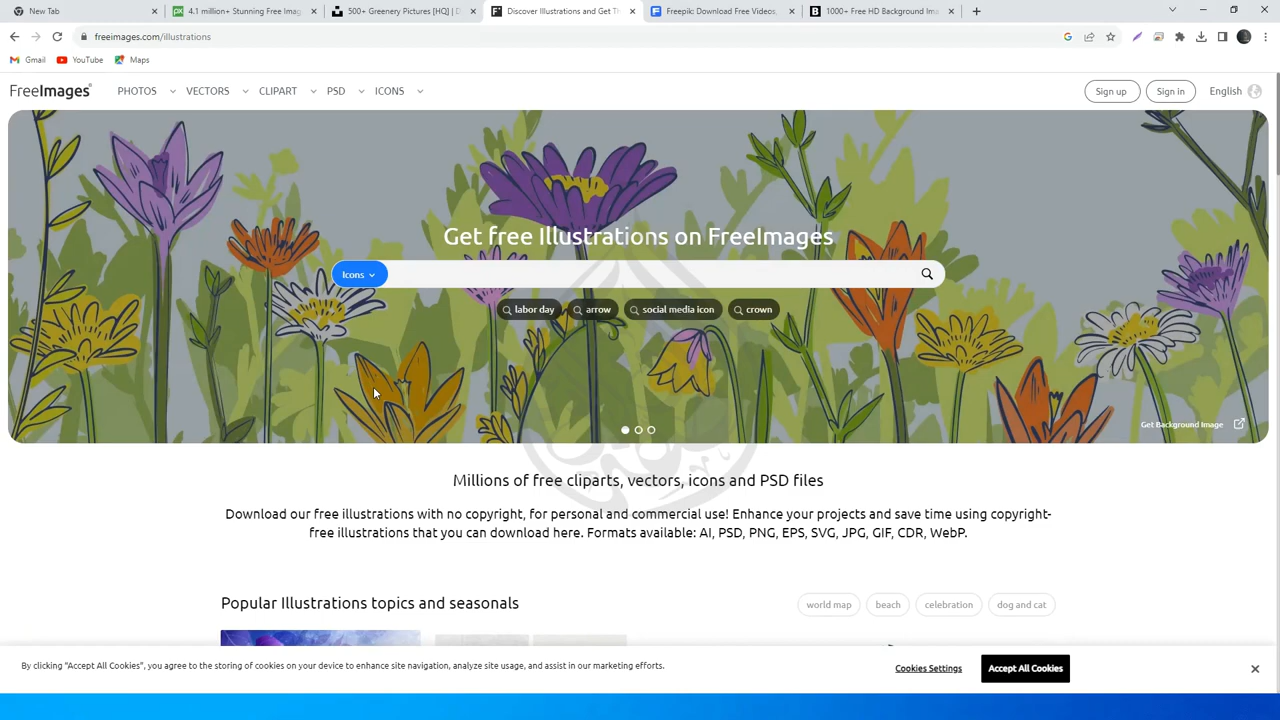 New Tab
4.1 million+ Stunning Free Imag
500+ Greenery Pictures [HQ] | D
Discover Illustrations and Get Th
Freepik: Download Free Videos,
1000+ Free HD Background Ima
freeimages.com/illustrations
Gmail
YouTube
Maps
FreeImages
PHOTOS
VECTORS
CLIPART
PSD
ICONS
Sign up
Sign in
English
Get free Illustrations on FreeImages
Icons
labor day
arrow
social media icon
crown
Get Background Image
Millions of free cliparts, vectors, icons and PSD files
Download our free illustrations with no copyright, for personal and commercial use! Enhance your projects and save time using copyright-
free illustrations that you can download here. Formats available: AI, PSD, PNG, EPS, SVG, JPG, GIF, CDR, WebP.
Popular Illustrations topics and seasonals
world map
beach
celebration
dog and cat
By clicking “Accept All Cookies”, you agree to the storing of cookies on your device to enhance site navigation, analyze site usage, and assist in our marketing efforts.
Cookies Settings
Accept All Cookies